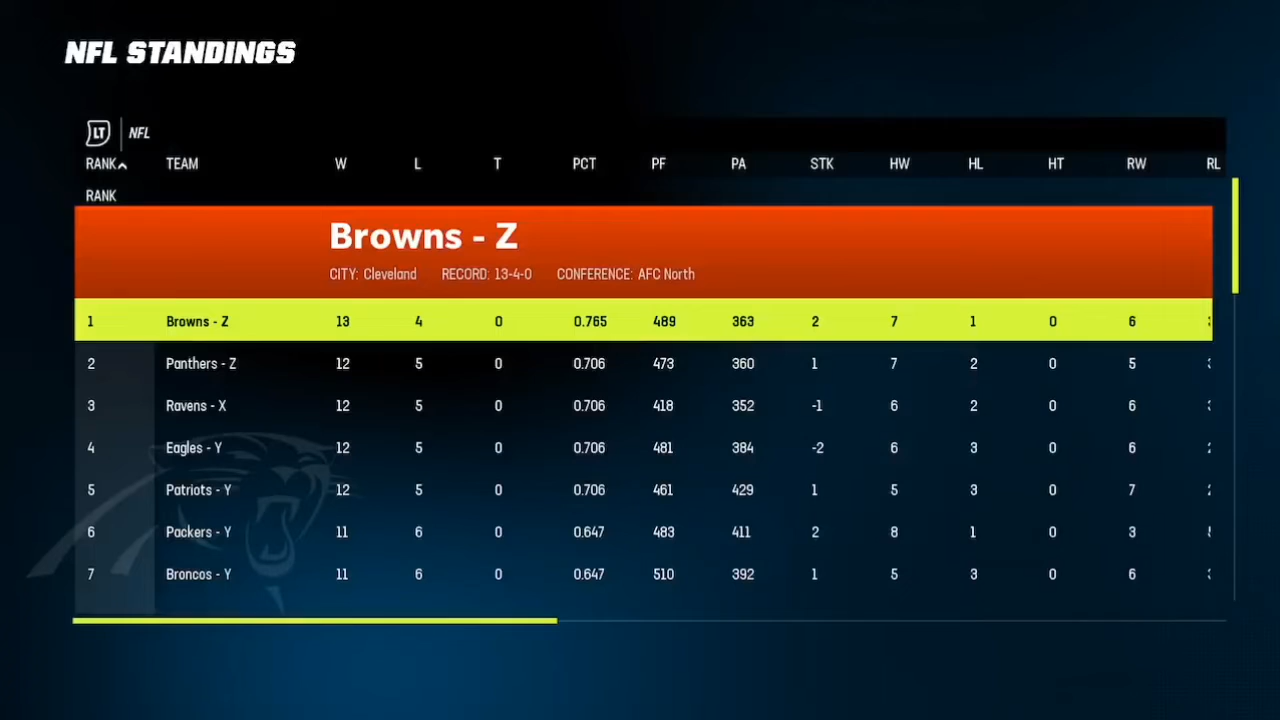 NFL STANDINGS
LT NFL
RANK TEAM W L T PCT PF PA STK HW HL HT RW RL
RANK
Browns - Z
CITY: Cleveland RECORD: 13-4-0 CONFERENCE: AFC North
1 Browns - Z 13 4 0 0.765 489 363 2 7 1 0 6
2 Panthers - Z 12 5 0 0.706 473 360 1 7 2 0 5
3 Ravens - X 12 5 0 0.706 418 352 -1 6 2 0 6
4 Eagles - Y 12 5 0 0.706 481 384 -2 6 3 0 6
5 Patriots - Y 12 5 0 0.706 461 429 1 5 3 0 7
6 Packers - Y 11 6 0 0.647 483 411 2 8 1 0 3
7 Broncos - Y 11 6 0 0.647 510 392 1 5 3 0 6